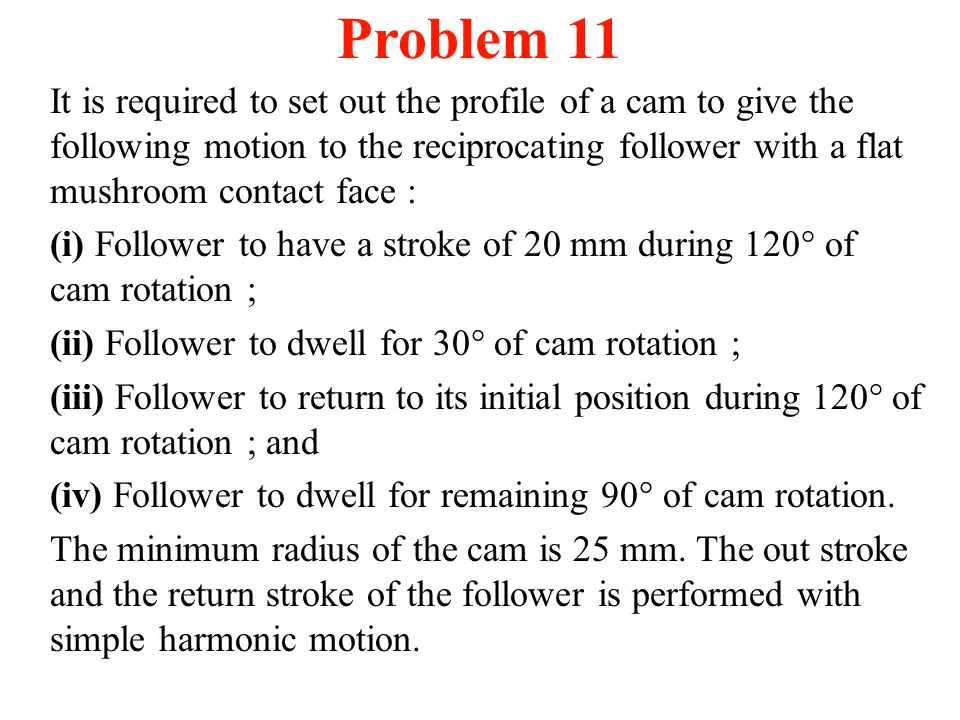 Problem 11
It is required to set out the profile of a cam to give the
following motion to the reciprocating follower with a flat
mushroom contact face :
(i) Follower to have a stroke of 20 mm during 120° of
cam rotation ;
(ii) Follower to dwell for 30° of cam rotation ;
(iii) Follower to return to its initial position during 120° of
cam rotation ; and
(iv) Follower to dwell for remaining 90° of cam rotation.
The minimum radius of the cam is 25 mm. The out stroke
and the return stroke of the follower is performed with
simple harmonic motion.